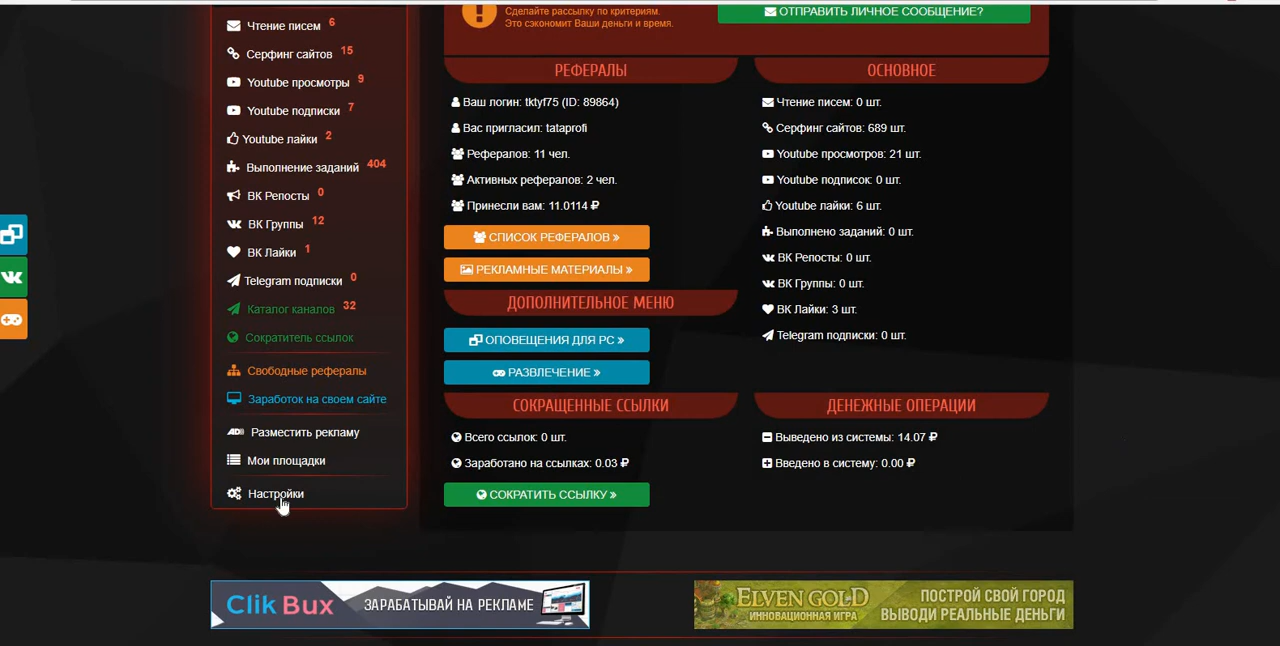 Чтение писем 6
Серфинг сайтов 15
Youtube просмотры 9
Youtube подписки 7
Youtube лайки 2
Выполнение заданий 404
ВК Репосты 0
ВК Группы 12
ВК Лайки 1
Telegram подписки 0
Каталог каналов 32
Сократитель ссылок
Свободные рефералы
Заработок на своем сайте
Разместить рекламу
Мои площадки
Настройки
Сделайте рассылку по критериям.
Это сэкономит Ваши деньги и время.
ОТПРАВИТЬ ЛИЧНОЕ СООБЩЕНИЕ?
РЕФЕРАЛЫ
Ваш логин: tktyf75 (ID: 89864)
Вас пригласил: tataprofi
Рефералов: 11 чел.
Активных рефералов: 2 чел.
Принесли вам: 11.0114 ₽
СПИСОК РЕФЕРАЛОВ »
РЕКЛАМНЫЕ МАТЕРИАЛЫ »
ДОПОЛНИТЕЛЬНОЕ МЕНЮ
ОПОВЕЩЕНИЯ ДЛЯ PC »
РАЗВЛЕЧЕНИЕ »
СОКРАЩЕННЫЕ ССЫЛКИ
Всего ссылок: 0 шт.
Заработано на ссылках: 0.03 ₽
СОКРАТИТЬ ССЫЛКУ »
ОСНОВНОЕ
Чтение писем: 0 шт.
Серфинг сайтов: 689 шт.
Youtube просмотров: 21 шт.
Youtube подписок: 0 шт.
Youtube лайки: 6 шт.
Выполнено заданий: 0 шт.
ВК Репосты: 0 шт.
ВК Группы: 0 шт.
ВК Лайки: 3 шт.
Telegram подписки: 0 шт.
ДЕНЕЖНЫЕ ОПЕРАЦИИ
Выведено из системы: 14.07 ₽
Введено в систему: 0.00 ₽
Clik Bux ЗАРАБАТЫВАЙ НА РЕКЛАМЕ
ELVEN GOLD
ИННОВАЦИОННАЯ ИГРА
ПОСТРОЙ СВОЙ ГОРОД
ВЫВОДИ РЕАЛЬНЫЕ ДЕНЬГИ